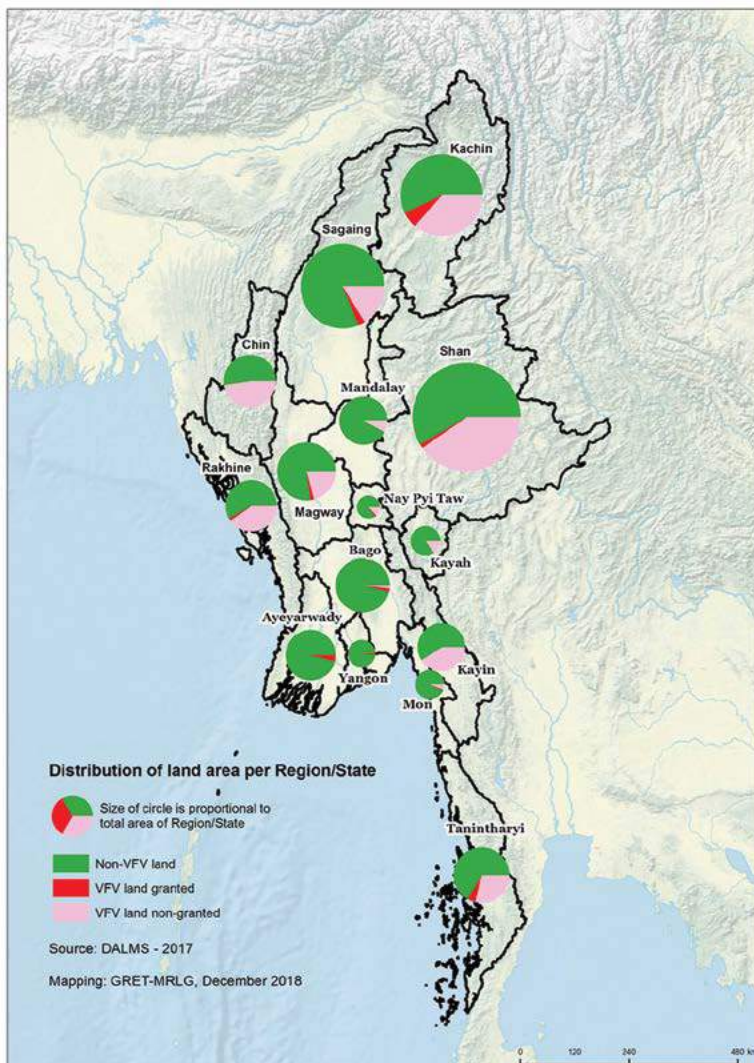 Kachin
Sagaing
Chin
Shan
Mandalay
Rakhine
Magway
Nay Pyi Taw
Bago
Kayah
Ayeyarwady
Yangon
Kayin
Mon
Tanintharyi
Distribution of land area per Region/State
Size of circle is proportional to
total area of Region/State
Non-VFV land
VFV land granted
VFV land non-granted
Source: DALMS - 2017
Mapping: GRET-MRLG, December 2018
0 120 240 480 km